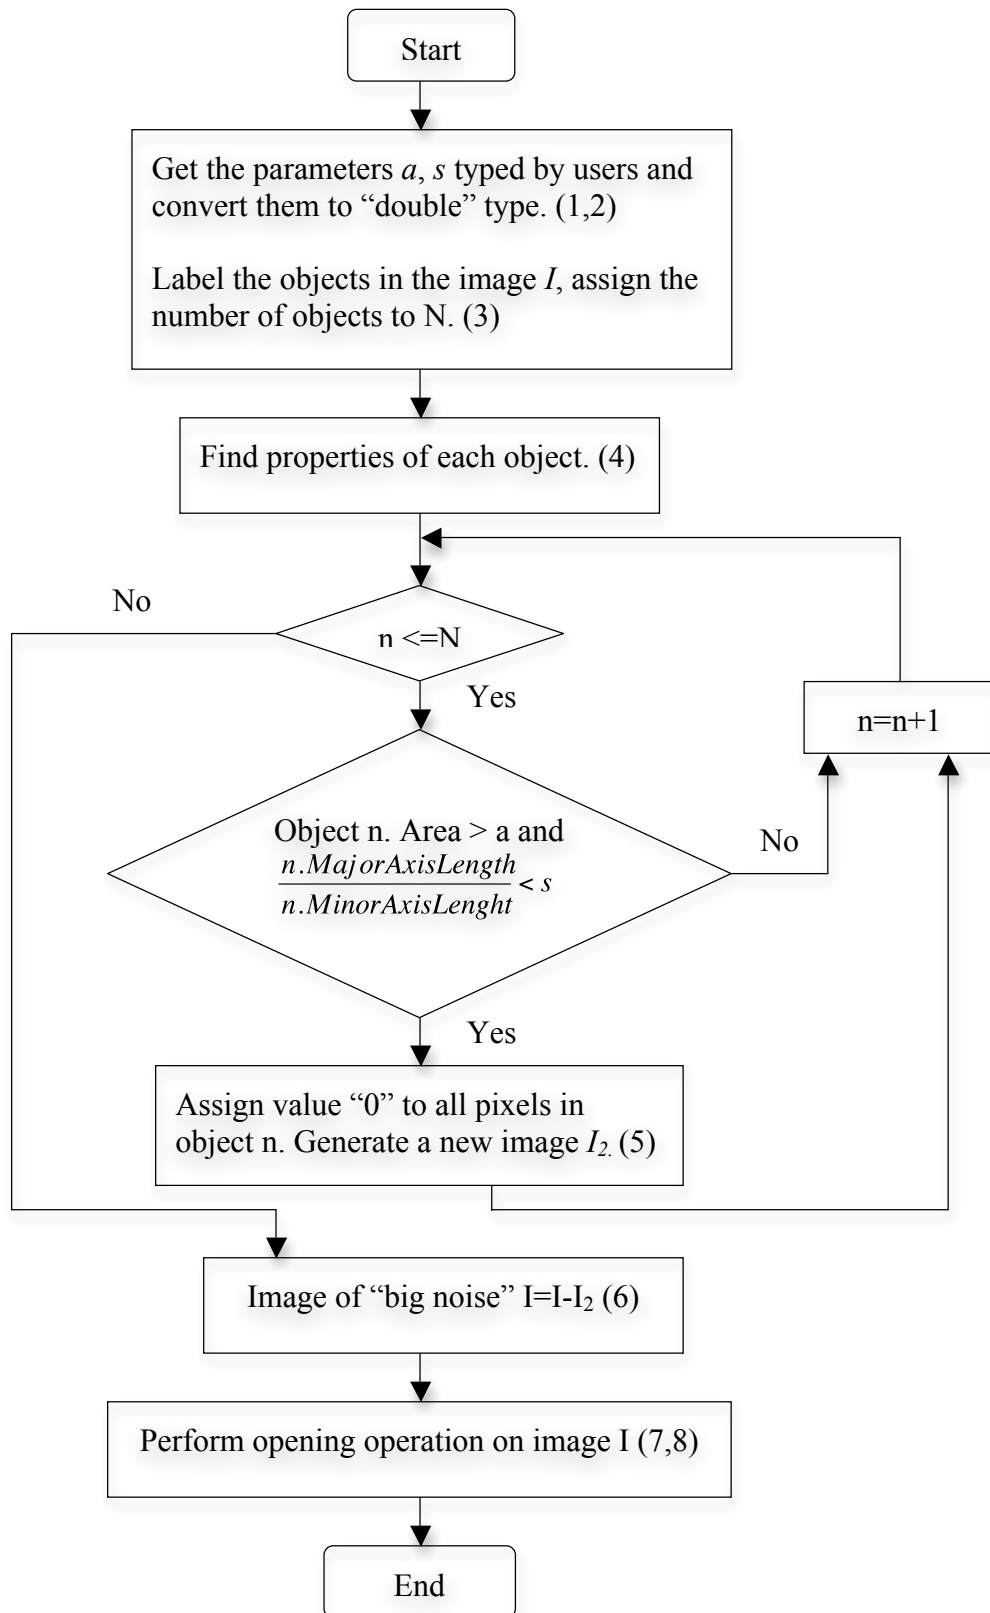 Start
Get the parameters a, s typed by users and
convert them to “double” type. (1,2)
Label the objects in the image I, assign the
number of objects to N. (3)
Find properties of each object. (4)
No
n <=N
Yes
n=n+1
Object n. Area > a and
n.MajorAxisLength
n.MinorAxisLenght
< s
No
Yes
Assign value “0” to all pixels in
object n. Generate a new image I2. (5)
Image of “big noise” I=I-I2 (6)
Perform opening operation on image I (7,8)
End